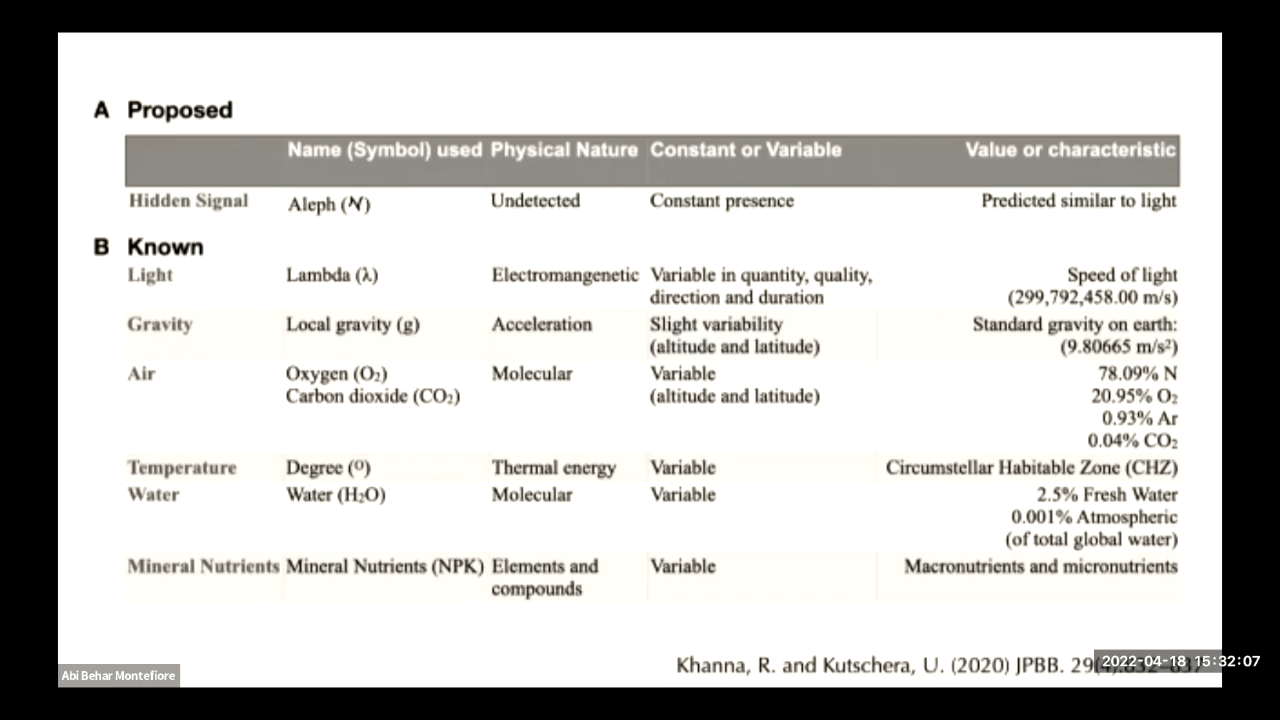 A Proposed
Name (Symbol) used Physical Nature Constant or Variable Value or characteristic
Hidden Signal Aleph (ℵ) Undetected Constant presence Predicted similar to light
B Known
Light Lambda (λ) Electromangenetic Variable in quantity, quality, Speed of light
direction and duration (299,792,458.00 m/s)
Gravity Local gravity (g) Acceleration Slight variability Standard gravity on earth:
(altitude and latitude) (9.80665 m/s²)
Air Oxygen (O₂) Molecular Variable 78.09% N
Carbon dioxide (CO₂) (altitude and latitude) 20.95% O₂
0.93% Ar
0.04% CO₂
Temperature Degree (º) Thermal energy Variable Circumstellar Habitable Zone (CHZ)
Water Water (H₂O) Molecular Variable 2.5% Fresh Water
0.001% Atmospheric
(of total global water)
Mineral Nutrients Mineral Nutrients (NPK) Elements and Variable Macronutrients and micronutrients
compounds
Khanna, R. and Kutschera, U. (2020) JPBB. 29
2022-04-18 15:32:07
Abi Behar Montefiore